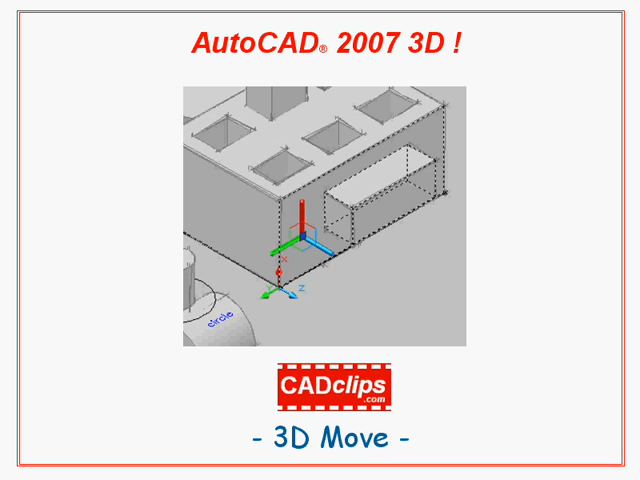 AutoCAD® 2007 3D !
X
Y Z
circle
CADclips
.com
- 3D Move -